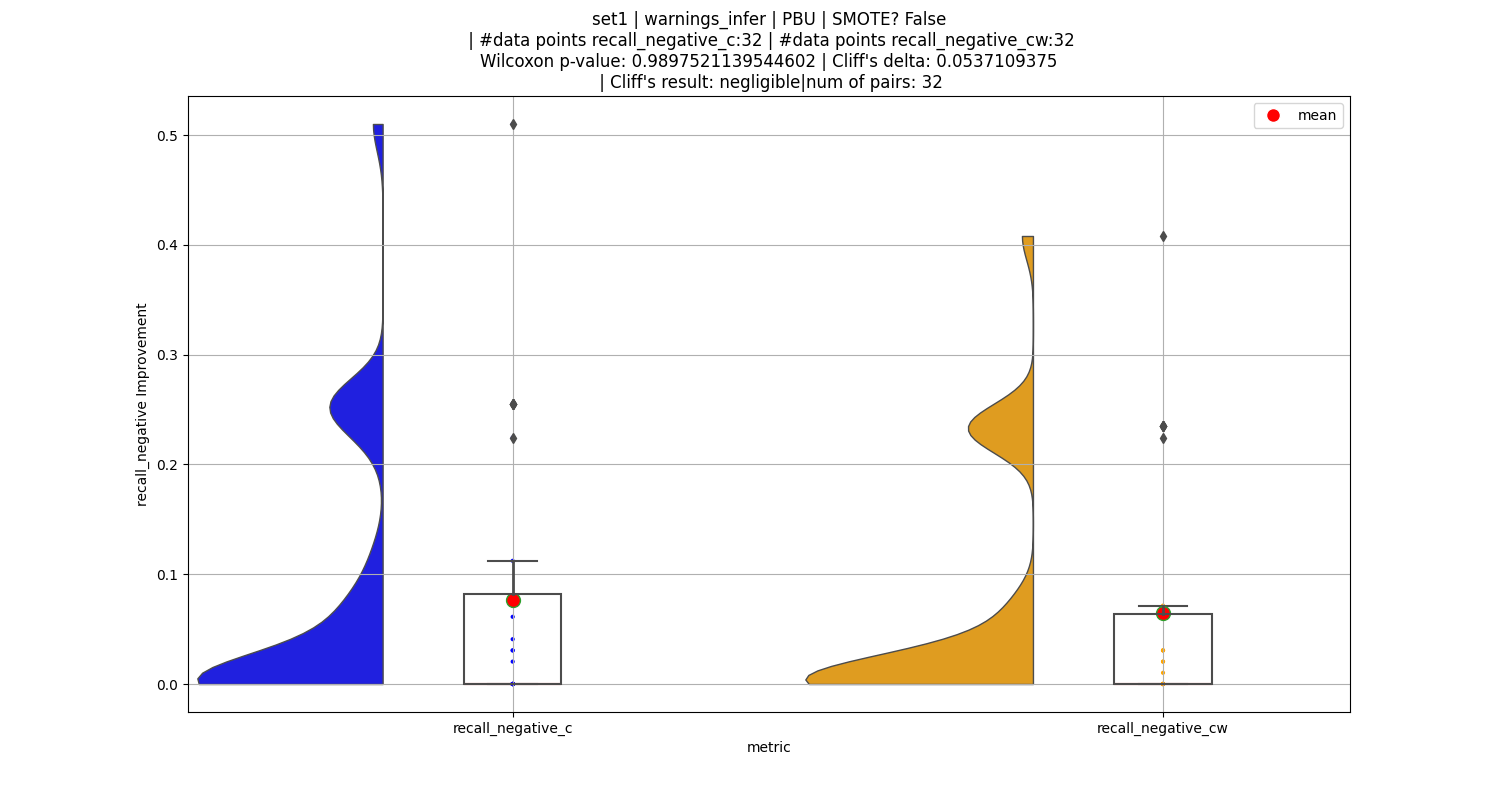 set1 | warnings_infer | PBU | SMOTE? False
| #data points recall_negative_c:32 | #data points recall_negative_cw:32
Wilcoxon p-value: 0.9897521139544602 | Cliff's delta: 0.0537109375
| Cliff's result: negligible|num of pairs: 32
mean
0.5
0.4
0.3
0.2
0.1
0.0
recall_negative Improvement
recall_negative_c
recall_negative_cw
metric